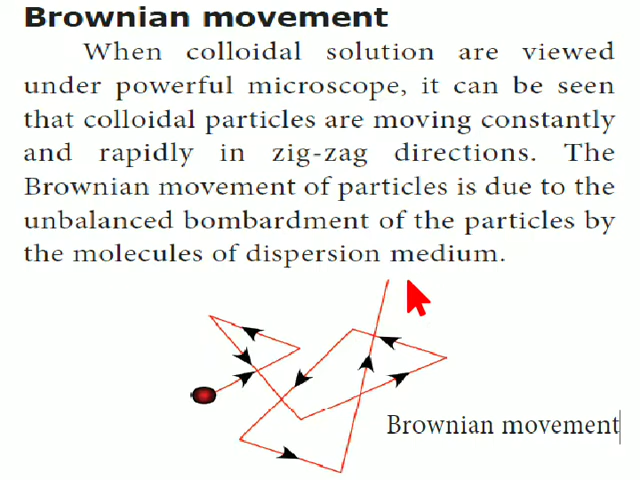 Brownian movement
When colloidal solution are viewed
under powerful microscope, it can be seen
that colloidal particles are moving constantly
and rapidly in zig-zag directions. The
Brownian movement of particles is due to the
unbalanced bombardment of the particles by
the molecules of dispersion medium.
Brownian movement